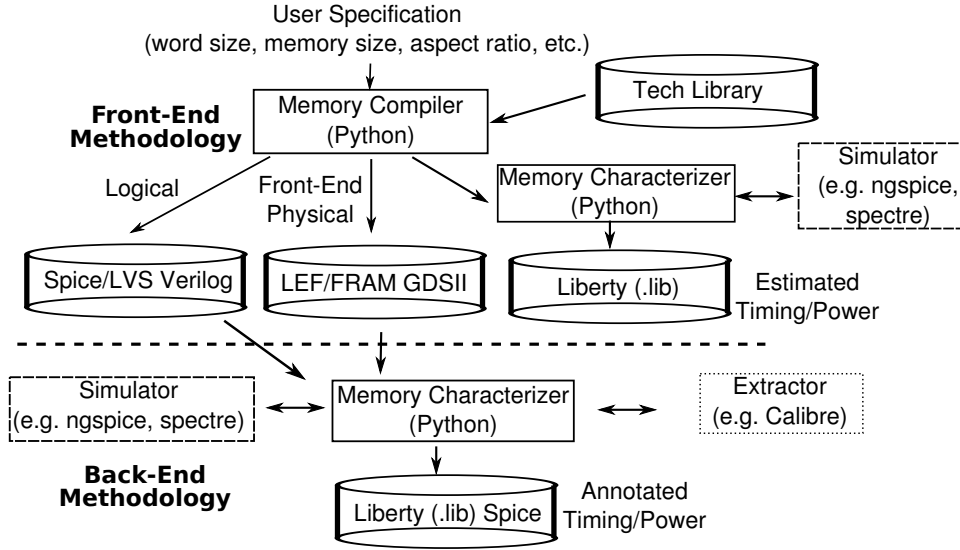 User Specification
(word size, memory size, aspect ratio, etc.)
Tech Library
Memory Compiler
(Python)
Front-End
Methodology
Logical
Front-End
Physical
Memory Characterizer
(Python)
Simulator
(e.g. ngspice,
spectre)
Spice/LVS Verilog
LEF/FRAM GDSII
Liberty (.lib)
Estimated
Timing/Power
Simulator
(e.g. ngspice, spectre)
Memory Characterizer
(Python)
Extractor
(e.g. Calibre)
Back-End
Methodology
Liberty (.lib) Spice
Annotated
Timing/Power